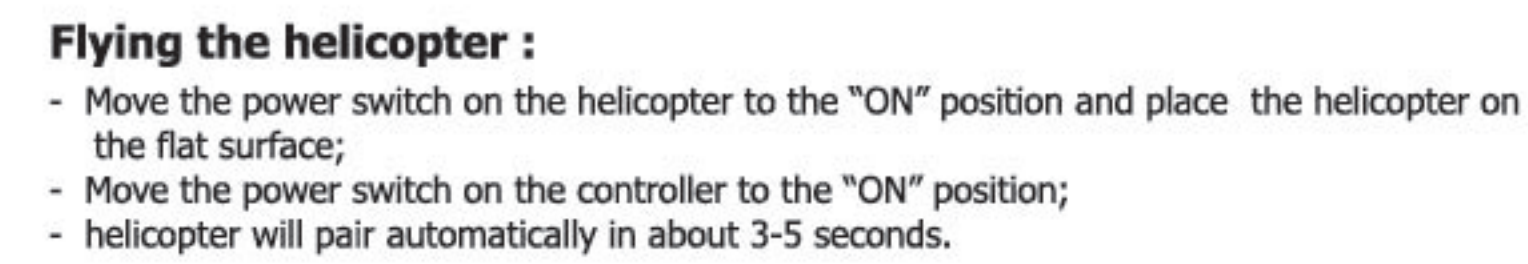 Flying the helicopter :
- Move the power switch on the helicopter to the "ON" position and place  the helicopter on
the flat surface;
- Move the power switch on the controller to the "ON" position;
- helicopter will pair automatically in about 3-5 seconds.